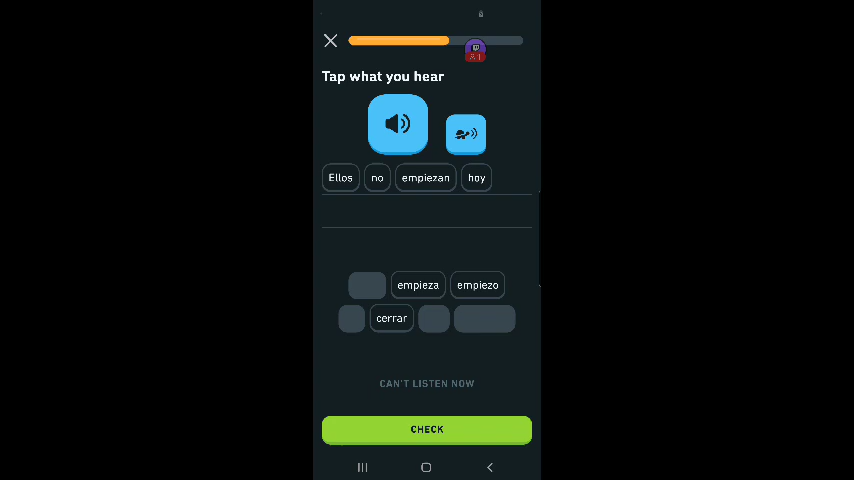 Tap what you hear
Ellos no empiezan hoy
empieza empiezo
cerrar
CAN'T LISTEN NOW
CHECK